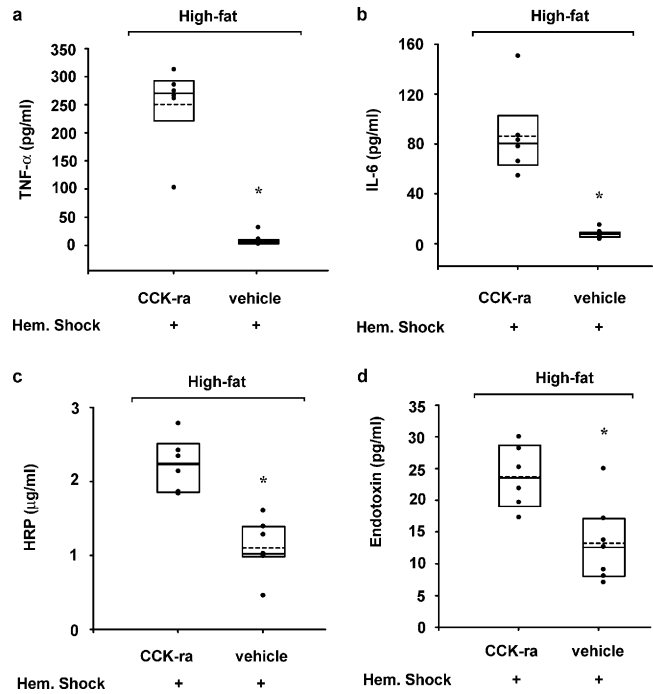 a
High-fat
TNF-α (pg/ml)
350
300
250
200
150
100
50
0
*
CCK-ra vehicle
Hem. Shock + +
b
High-fat
IL-6 (pg/ml)
160
120
80
40
0
*
CCK-ra vehicle
+ +
c
High-fat
HRP (μg/ml)
3
2
1
0
*
CCK-ra vehicle
Hem. Shock + +
d
High-fat
Endotoxin (pg/ml)
35
30
25
20
15
10
5
0
*
CCK-ra vehicle
Hem. Shock + +